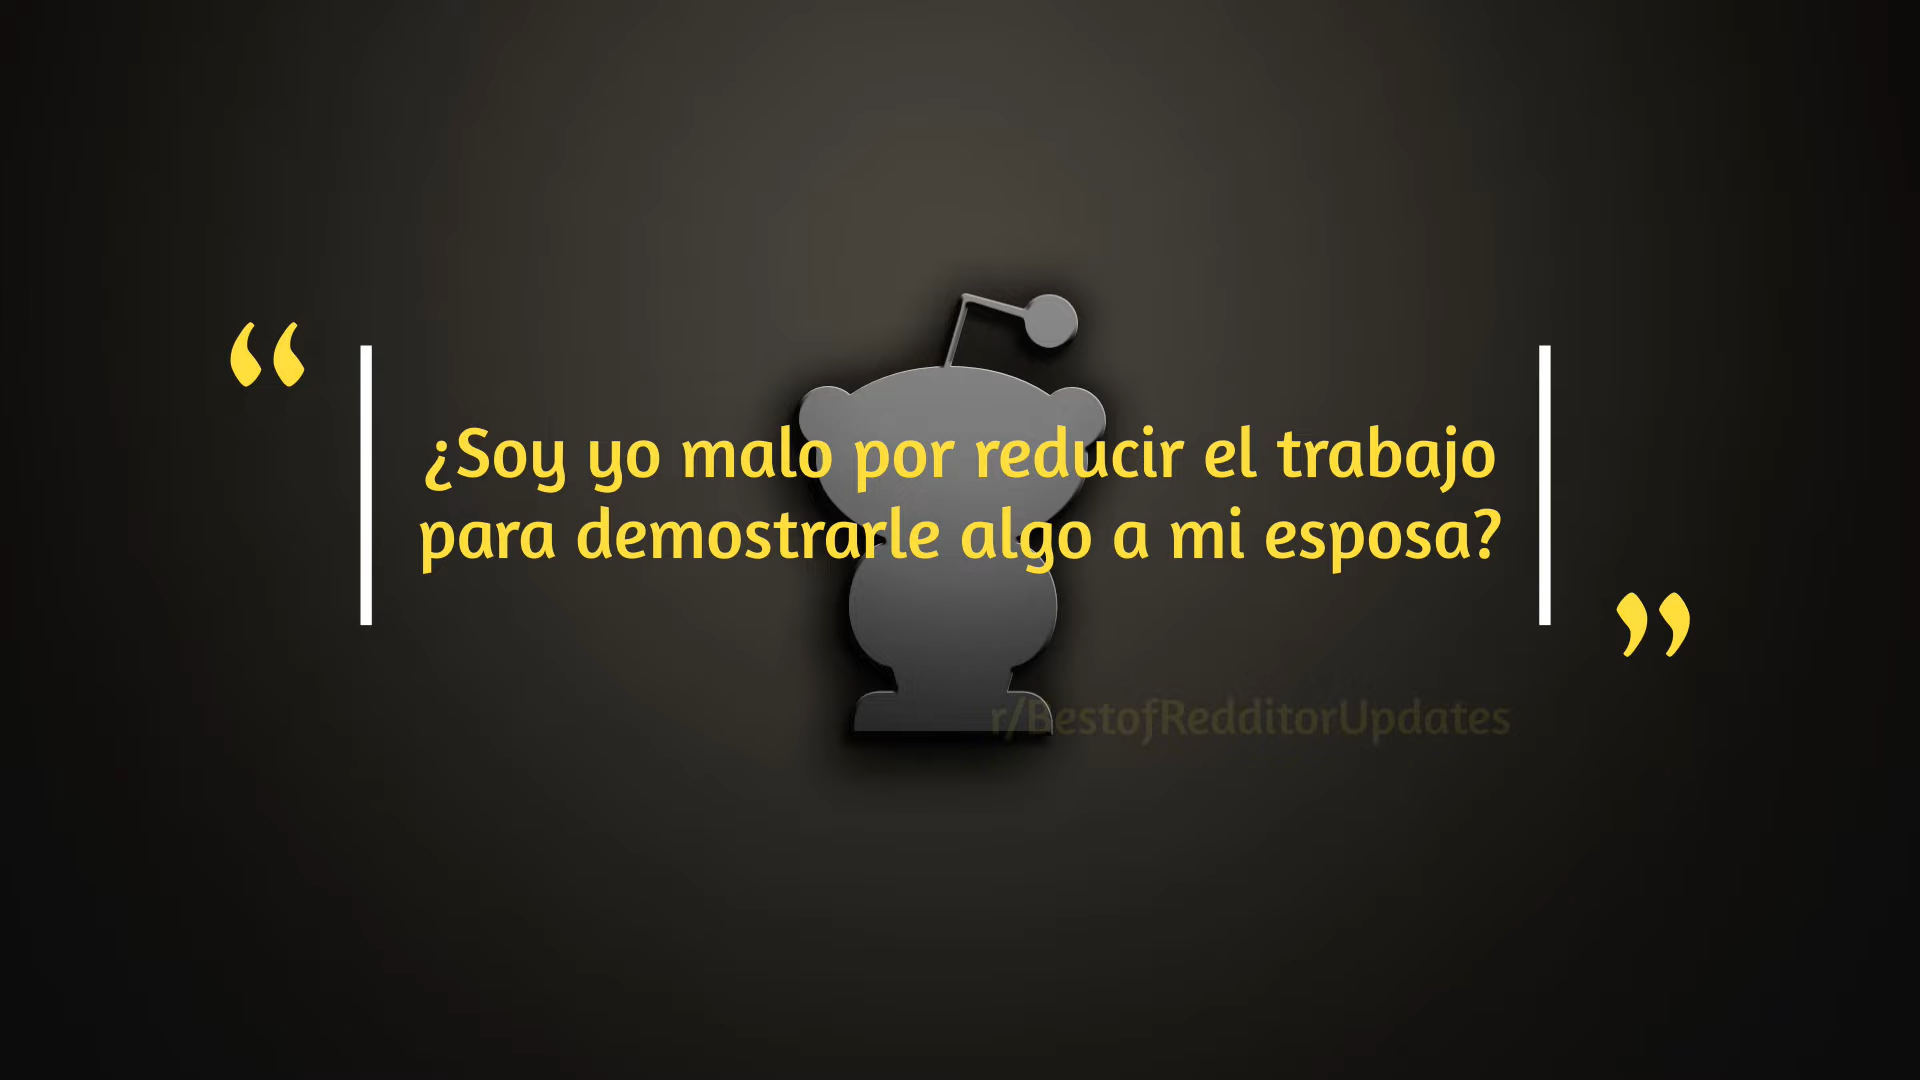 “
¿Soy yo malo por reducir el trabajo
para demostrarle algo a mi esposa?
”
r/BestofRedditorUpdates